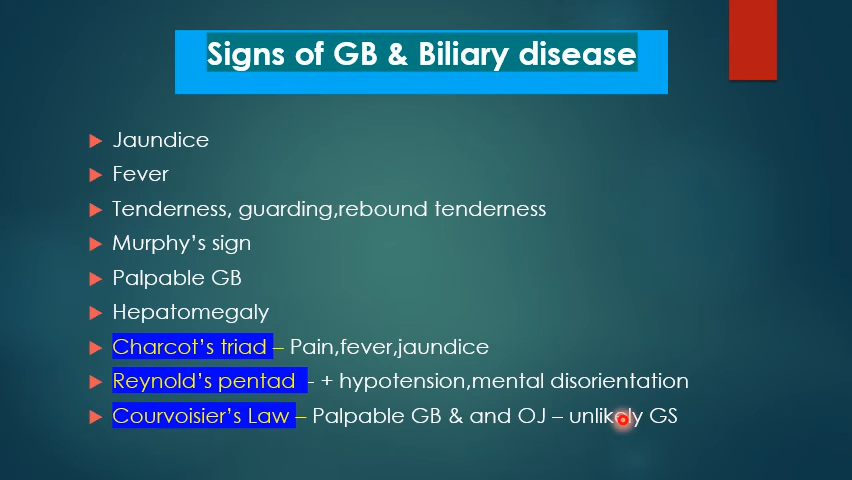 Signs of GB & Biliary disease
Jaundice
Fever
Tenderness, guarding,rebound tenderness
Murphy's sign
Palpable GB
Hepatomegaly
Charcot's triad – Pain,fever,jaundice
Reynold's pentad - + hypotension,mental disorientation
Courvoisier's Law – Palpable GB & and OJ – unlikely GS